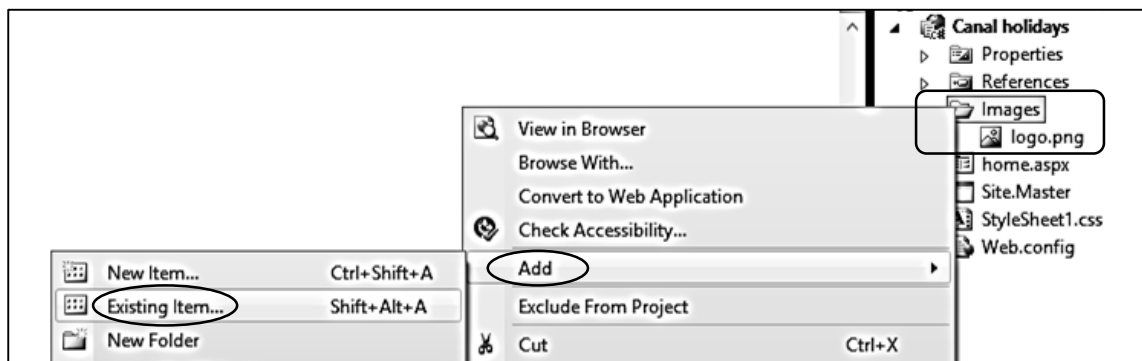 Canal holidays
Properties
References
Images
logo.png
home.aspx
Site.Master
StyleSheet1.css
Web.config
View in Browser
Browse With...
Convert to Web Application
Check Accessibility...
Add
Exclude From Project
Cut Ctrl+X
New Item... Ctrl+Shift+A
Existing Item... Shift+Alt+A
New Folder